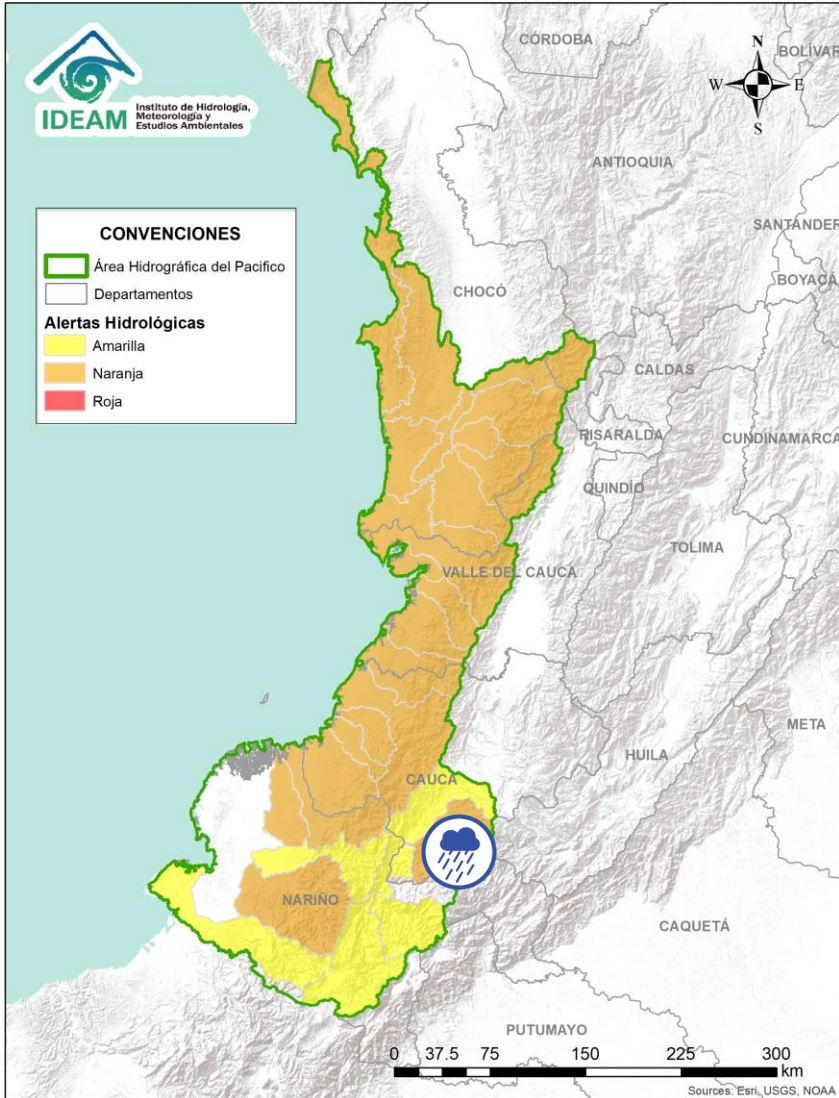 IDEAM
Instituto de Hidrología,
Meteorología y
Estudios Ambientales
CÓRDOBA
BOLÍVAR
N
W
E
S
ANTIOQUIA
SANTANDER
BOYACÁ
CONVENCIONES
Área Hidrográfica del Pacifico
Departamentos
Alertas Hidrológicas
Amarilla
Naranja
Roja
CHOCÓ
CALDAS
RISARALDA
CUNDINAMARCA
QUINDÍO
TOLIMA
VALLE DEL CAUCA
META
HUILA
CAUCA
NARIÑO
CAQUETÁ
PUTUMAYO
0 37.5 75 150 225 300
km
Sources: Esri, USGS, NOAA